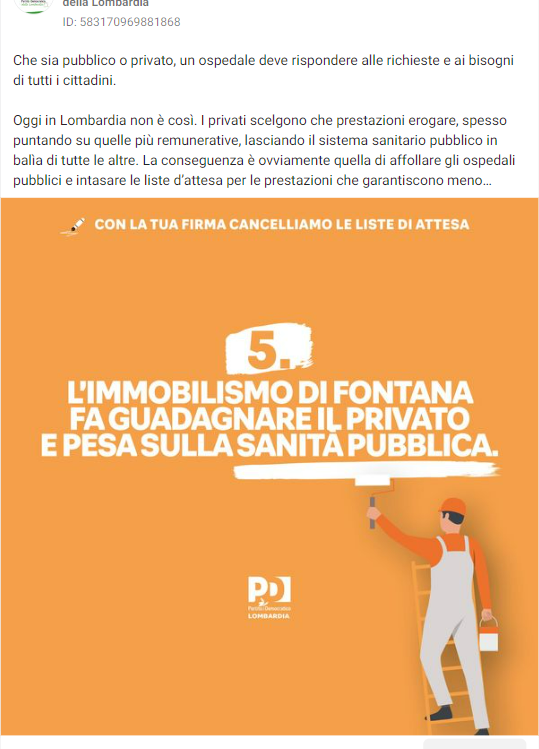 della Lombardia
ID: 583170969881868
Che sia pubblico o privato, un ospedale deve rispondere alle richieste e ai bisogni
di tutti i cittadini.
Oggi in Lombardia non è così. I privati scelgono che prestazioni erogare, spesso
puntando su quelle più remunerative, lasciando il sistema sanitario pubblico in
balìa di tutte le altre. La conseguenza è ovviamente quella di affollare gli ospedali
pubblici e intasare le liste d’attesa per le prestazioni che garantiscono meno...
CON LA TUA FIRMA CANCELLIAMO LE LISTE DI ATTESA
5.
L'IMMOBILISMO DI FONTANA
FA GUADAGNARE IL PRIVATO
E PESA SULLA SANITÀ PUBBLICA.
PD
Partito Democratico
LOMBARDIA